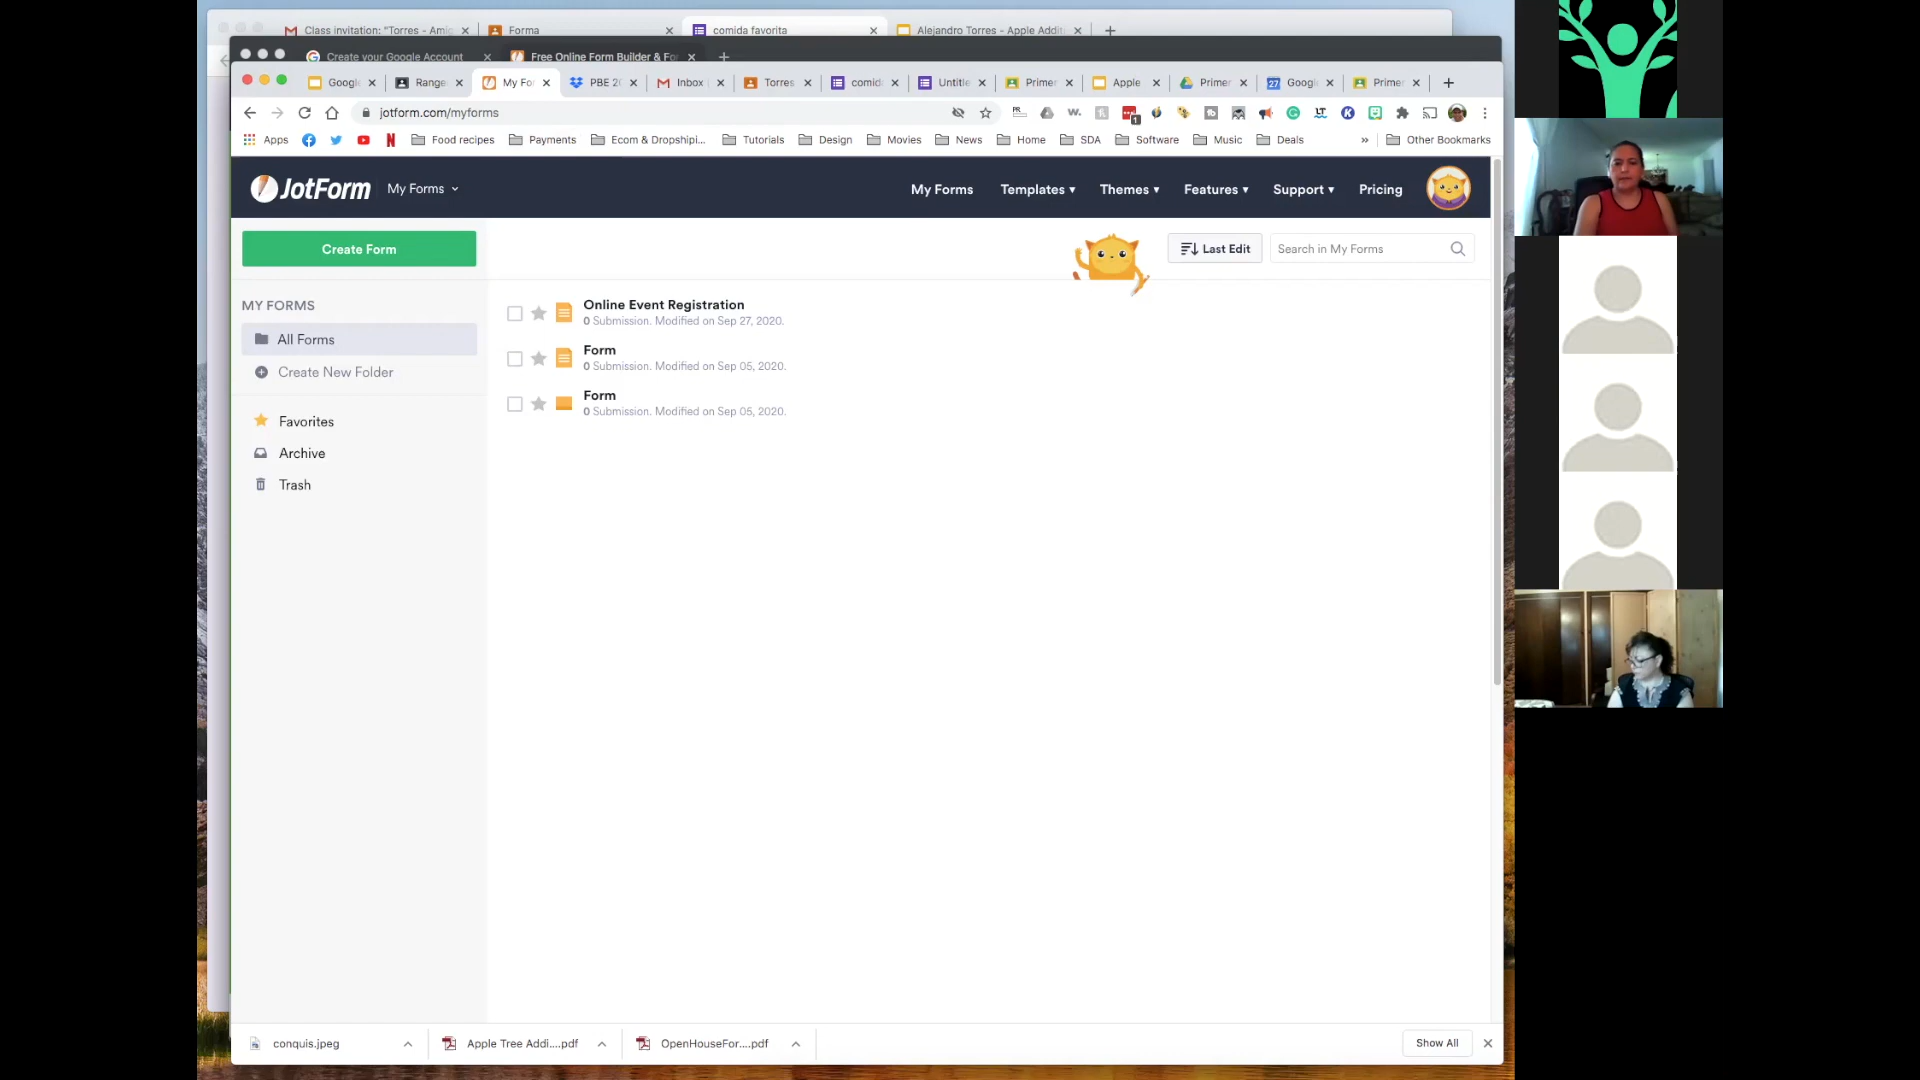 Class invitation: "Torres - Amig
Forma
comida favorita
Alejandro Torres - Apple Additi
Create your Google Account
Free Online Form Builder & Fo
Google
Range
My For
PBE 20
Inbox
Torres
comid
Untitle
Primer
Apple
Primer
Google
Primer
jotform.com/myforms
Apps
Food recipes
Payments
Ecom & Dropshipi...
Tutorials
Design
Movies
News
Home
SDA
Software
Music
Deals
»
Other Bookmarks
JotForm
My Forms
My Forms
Templates
Themes
Features
Support
Pricing
Create Form
Last Edit
Search in My Forms
MY FORMS
All Forms
Create New Folder
Favorites
Archive
Trash
Online Event Registration
0 Submission. Modified on Sep 27, 2020.
Form
0 Submission. Modified on Sep 05, 2020.
Form
0 Submission. Modified on Sep 05, 2020.
conquis.jpeg
Apple Tree Addi....pdf
OpenHouseFor....pdf
Show All